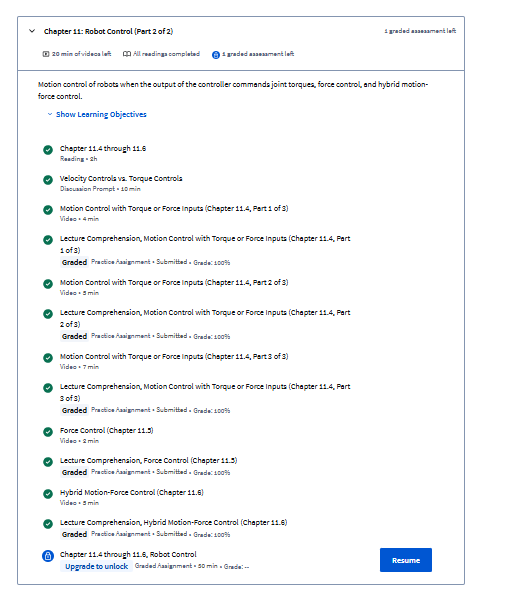 Chapter 11: Robot Control (Part 2 of 2)
1 graded assessment left
20 min of videos left
All readings completed
1 graded assessment left
Motion control of robots when the output of the controller commands joint torques, force control, and hybrid motion-
force control.
Show Learning Objectives
Chapter 11.4 through 11.6
Reading • 2h
Velocity Controls vs. Torque Controls
Discussion Prompt • 10 min
Motion Control with Torque or Force Inputs (Chapter 11.4, Part 1 of 3)
Video • 4 min
Lecture Comprehension, Motion Control with Torque or Force Inputs (Chapter 11.4, Part
1 of 3)
Graded Practice Assignment • Submitted • Grade: 100%
Motion Control with Torque or Force Inputs (Chapter 11.4, Part 2 of 3)
Video • 5 min
Lecture Comprehension, Motion Control with Torque or Force Inputs (Chapter 11.4, Part
2 of 3)
Graded Practice Assignment • Submitted • Grade: 100%
Motion Control with Torque or Force Inputs (Chapter 11.4, Part 3 of 3)
Video • 7 min
Lecture Comprehension, Motion Control with Torque or Force Inputs (Chapter 11.4, Part
3 of 3)
Graded Practice Assignment • Submitted • Grade: 100%
Force Control (Chapter 11.5)
Video • 2 min
Lecture Comprehension, Force Control (Chapter 11.5)
Graded Practice Assignment • Submitted • Grade: 100%
Hybrid Motion-Force Control (Chapter 11.6)
Video • 5 min
Lecture Comprehension, Hybrid Motion-Force Control (Chapter 11.6)
Graded Practice Assignment • Submitted • Grade: 100%
Chapter 11.4 through 11.6, Robot Control
Upgrade to unlock Graded Assignment • 50 min • Grade: --
Resume